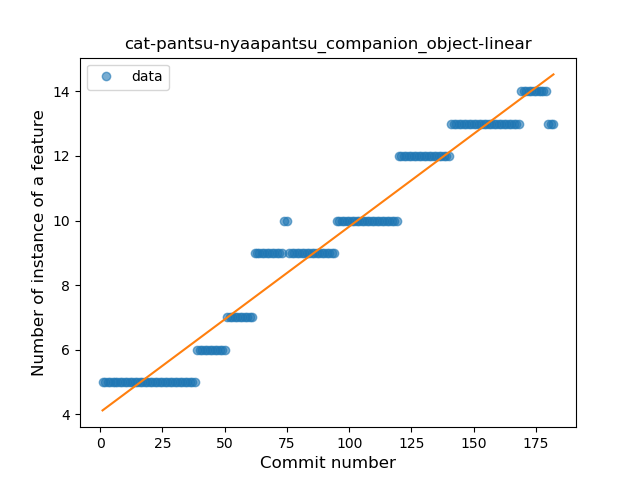 cat-pantsu-nyaapantsu_companion_object-linear
data
Number of instance of a feature
14
12
10
8
6
4
0 25 50 75 100 125 150 175
Commit number